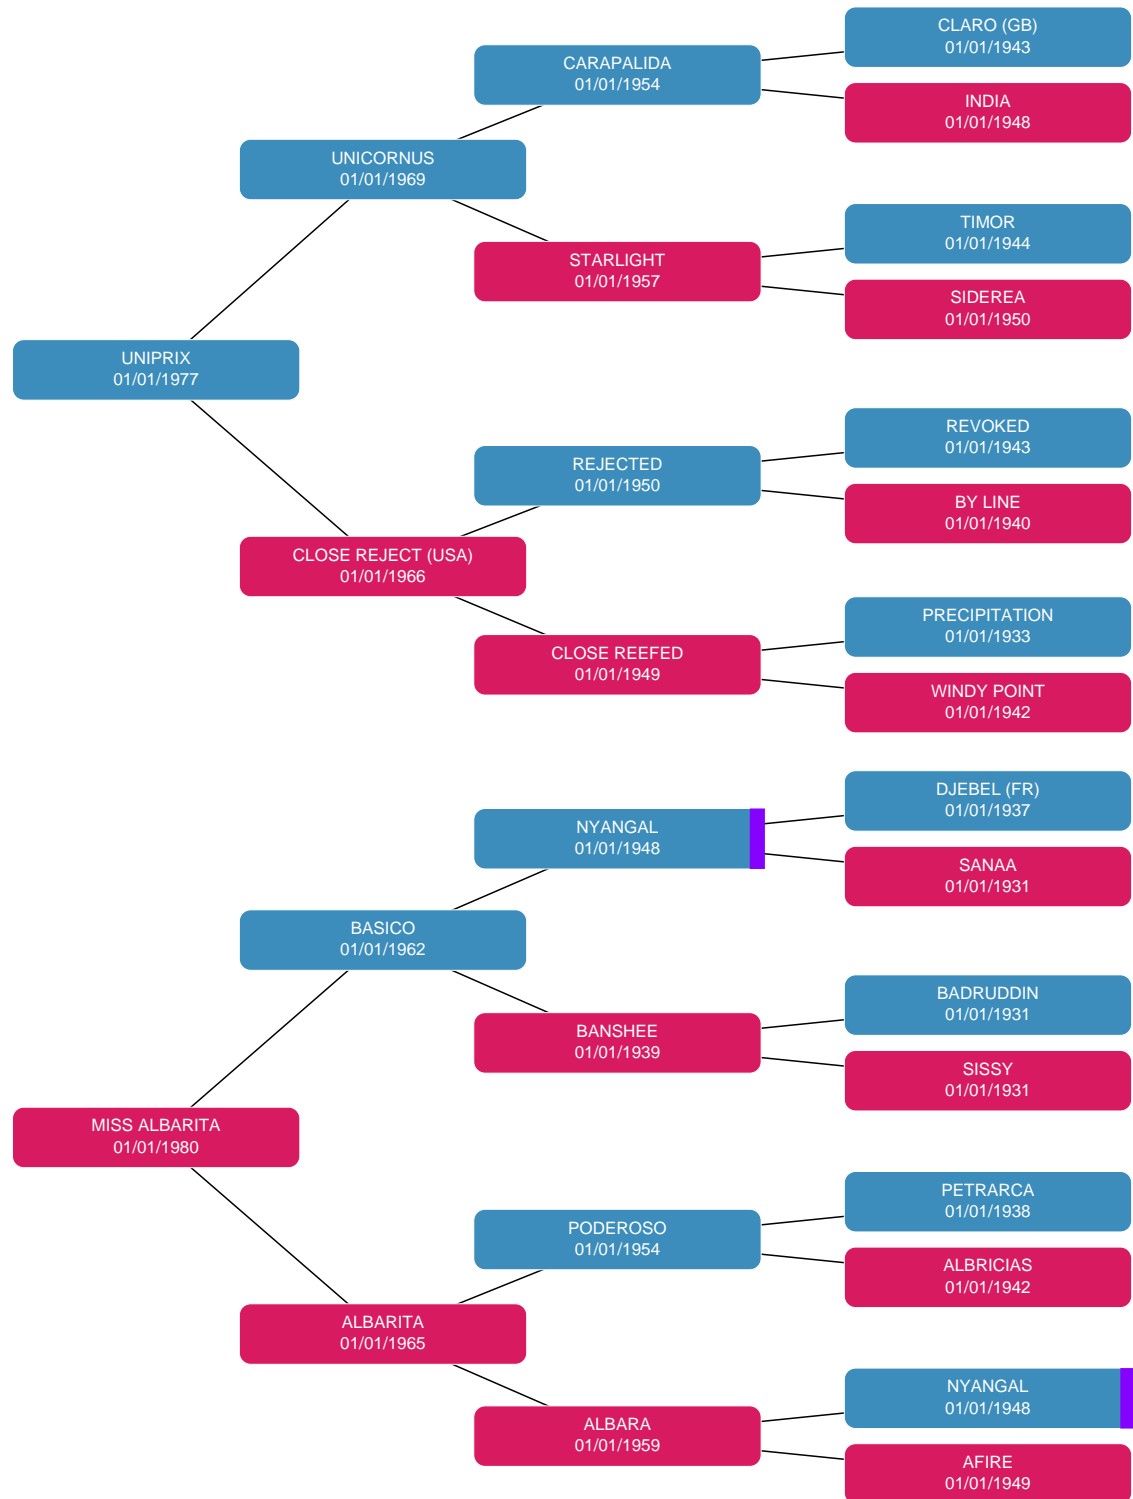 CLARO (GB)
01/01/1943
CARAPALIDA
01/01/1954
INDIA
01/01/1948
UNICORNUS
01/01/1969
TIMOR
01/01/1944
STARLIGHT
01/01/1957
SIDEREA
01/01/1950
UNIPRIX
01/01/1977
REVOKED
01/01/1943
REJECTED
01/01/1950
BY LINE
01/01/1940
CLOSE REJECT (USA)
01/01/1966
PRECIPITATION
01/01/1933
CLOSE REEFED
01/01/1949
WINDY POINT
01/01/1942
DJEBEL (FR)
01/01/1937
NYANGAL
01/01/1948
SANAA
01/01/1931
BASICO
01/01/1962
BADRUDDIN
01/01/1931
BANSHEE
01/01/1939
SISSY
01/01/1931
MISS ALBARITA
01/01/1980
PETRARCA
01/01/1938
PODEROSO
01/01/1954
ALBRICIAS
01/01/1942
ALBARITA
01/01/1965
NYANGAL
01/01/1948
ALBARA
01/01/1959
AFIRE
01/01/1949